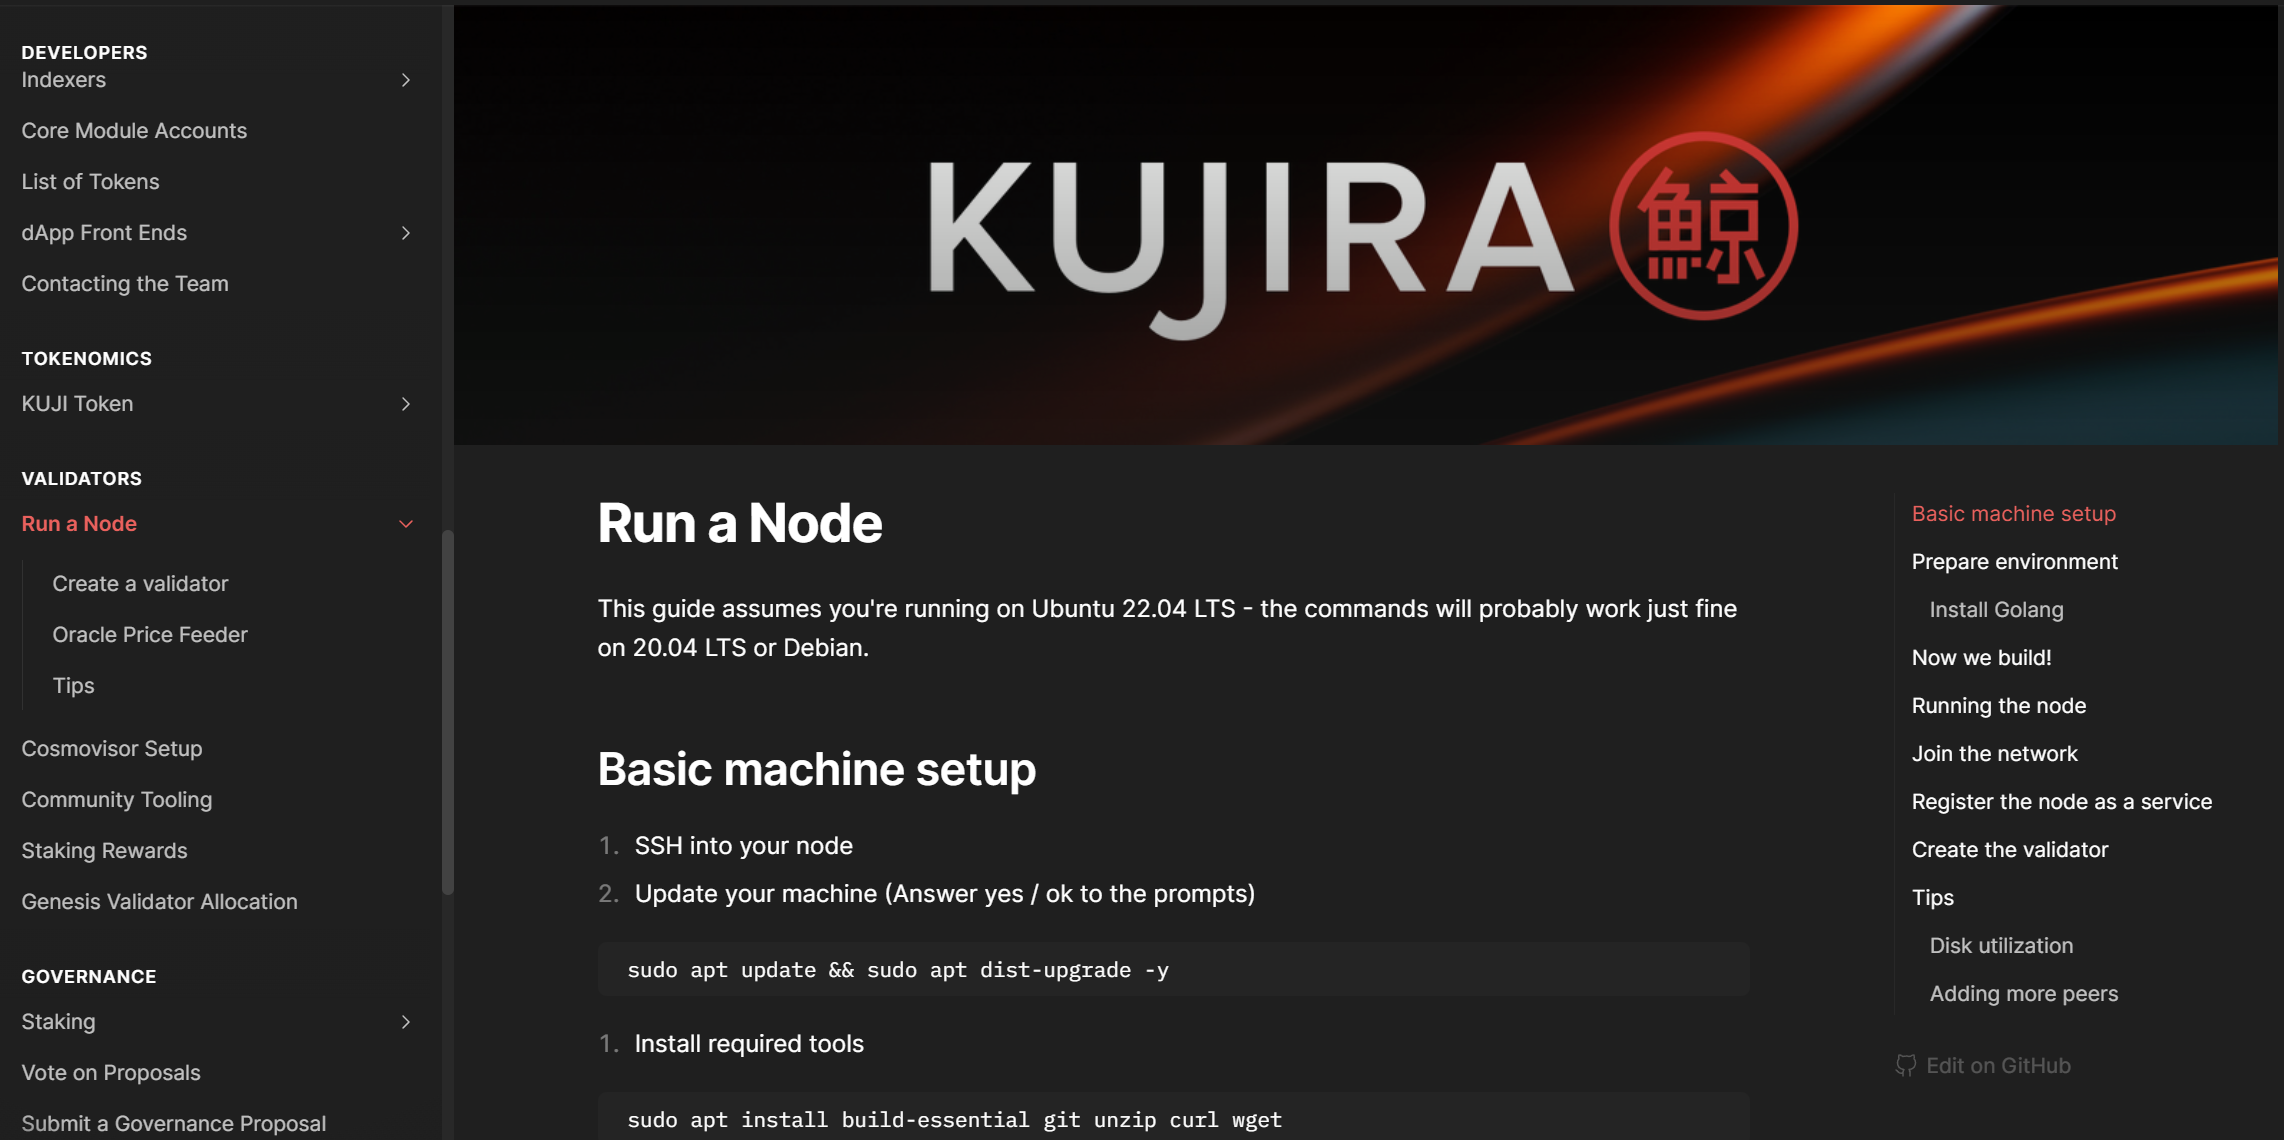 DEVELOPERS
Indexers
Core Module Accounts
List of Tokens
dApp Front Ends
Contacting the Team
TOKENOMICS
KUJI Token
VALIDATORS
Run a Node
Create a validator
Oracle Price Feeder
Tips
Cosmovisor Setup
Community Tooling
Staking Rewards
Genesis Validator Allocation
GOVERNANCE
Staking
Vote on Proposals
Submit a Governance Proposal
KUJIRA 鯨
Run a Node
This guide assumes you're running on Ubuntu 22.04 LTS - the commands will probably work just fine
on 20.04 LTS or Debian.
Basic machine setup
1. SSH into your node
2. Update your machine (Answer yes / ok to the prompts)
sudo apt update && sudo apt dist-upgrade -y
1. Install required tools
sudo apt install build-essential git unzip curl wget
Basic machine setup
Prepare environment
Install Golang
Now we build!
Running the node
Join the network
Register the node as a service
Create the validator
Tips
Disk utilization
Adding more peers
Edit on GitHub